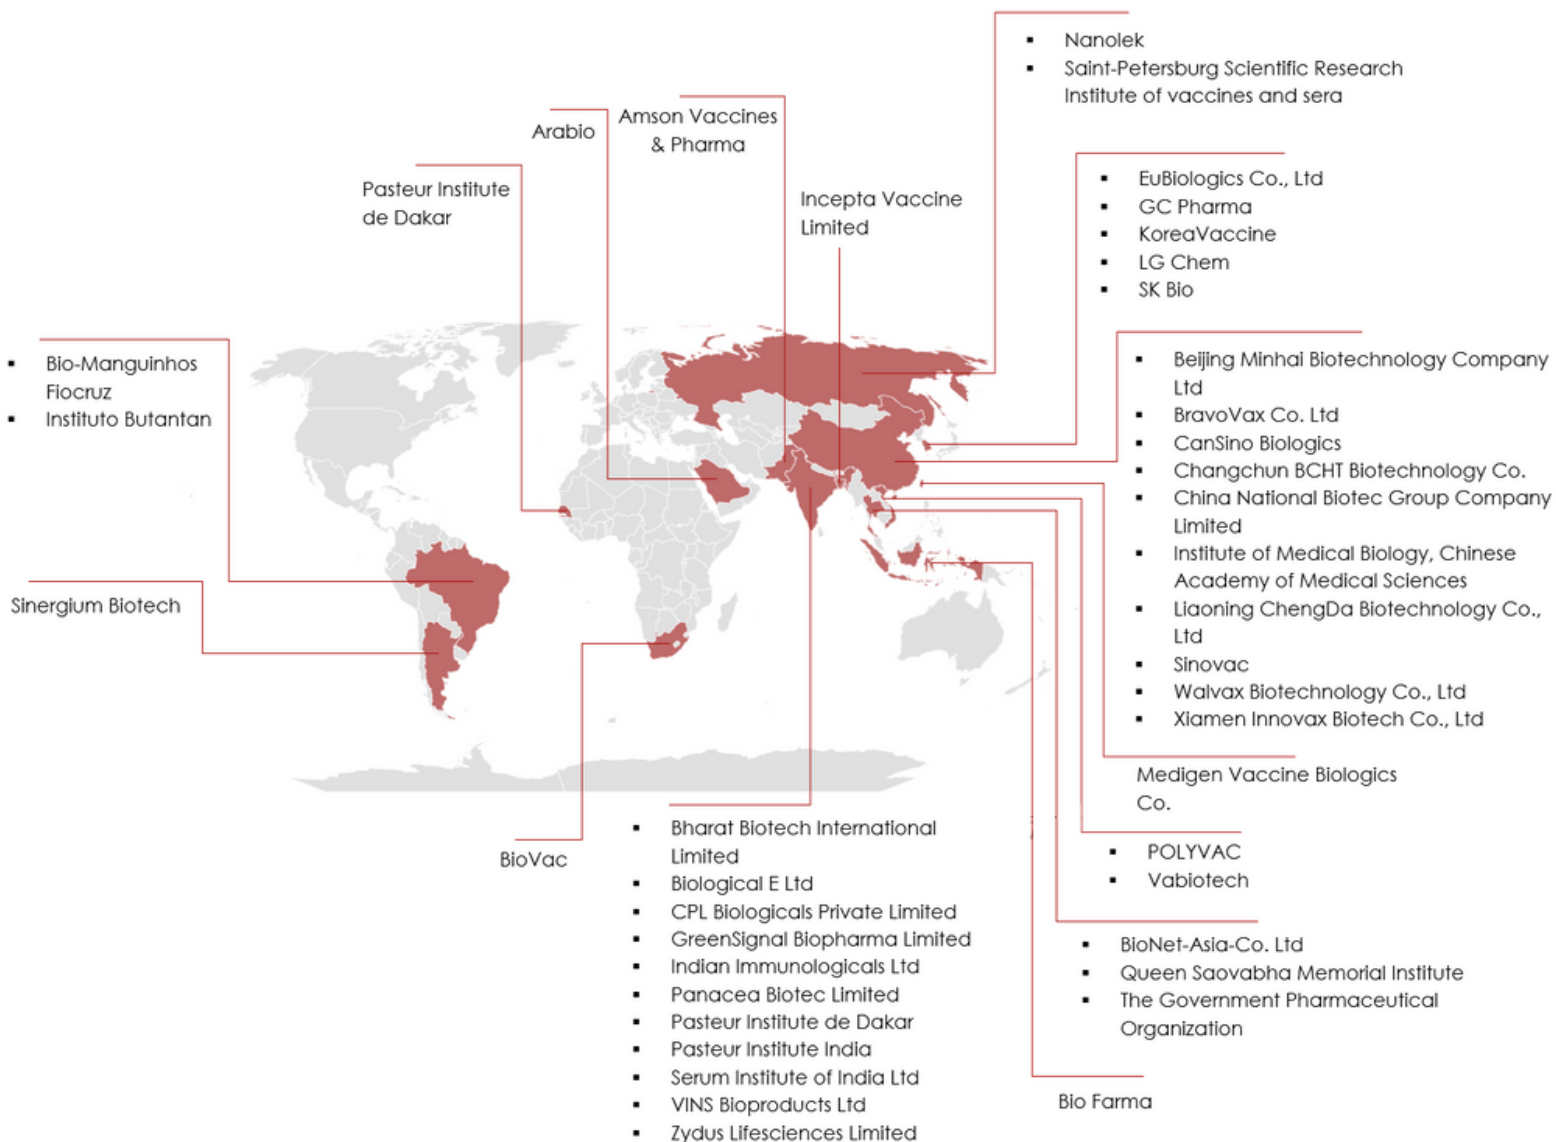 Nanolek
Saint-Petersburg Scientific Research
Institute of vaccines and sera
Amson Vaccines
& Pharma
Arabio
Pasteur Institute
de Dakar
Incepta Vaccine
Limited
EuBiologics Co., Ltd
GC Pharma
KoreaVaccine
LG Chem
SK Bio
Bio-Manguinhos
Fiocruz
Instituto Butantan
Beijing Minhai Biotechnology Company
Ltd
BravoVax Co. Ltd
CanSino Biologics
Changchun BCHT Biotechnology Co.
China National Biotec Group Company
Limited
Institute of Medical Biology, Chinese
Academy of Medical Sciences
Liaoning ChengDa Biotechnology Co.,
Ltd
Sinovac
Walvax Biotechnology Co., Ltd
Xiamen Innovax Biotech Co., Ltd
Sinergium Biotech
Medigen Vaccine Biologics
Co.
BioVac
Bharat Biotech International
Limited
Biological E Ltd
CPL Biologicals Private Limited
GreenSignal Biopharma Limited
Indian Immunologicals Ltd
Panacea Biotec Limited
Pasteur Institute de Dakar
Pasteur Institute India
Serum Institute of India Ltd
VINS Bioproducts Ltd
Zydus Lifesciences Limited
POLYVAC
Vabiotech
BioNet-Asia-Co. Ltd
Queen Saovabha Memorial Institute
The Government Pharmaceutical
Organization
Bio Farma